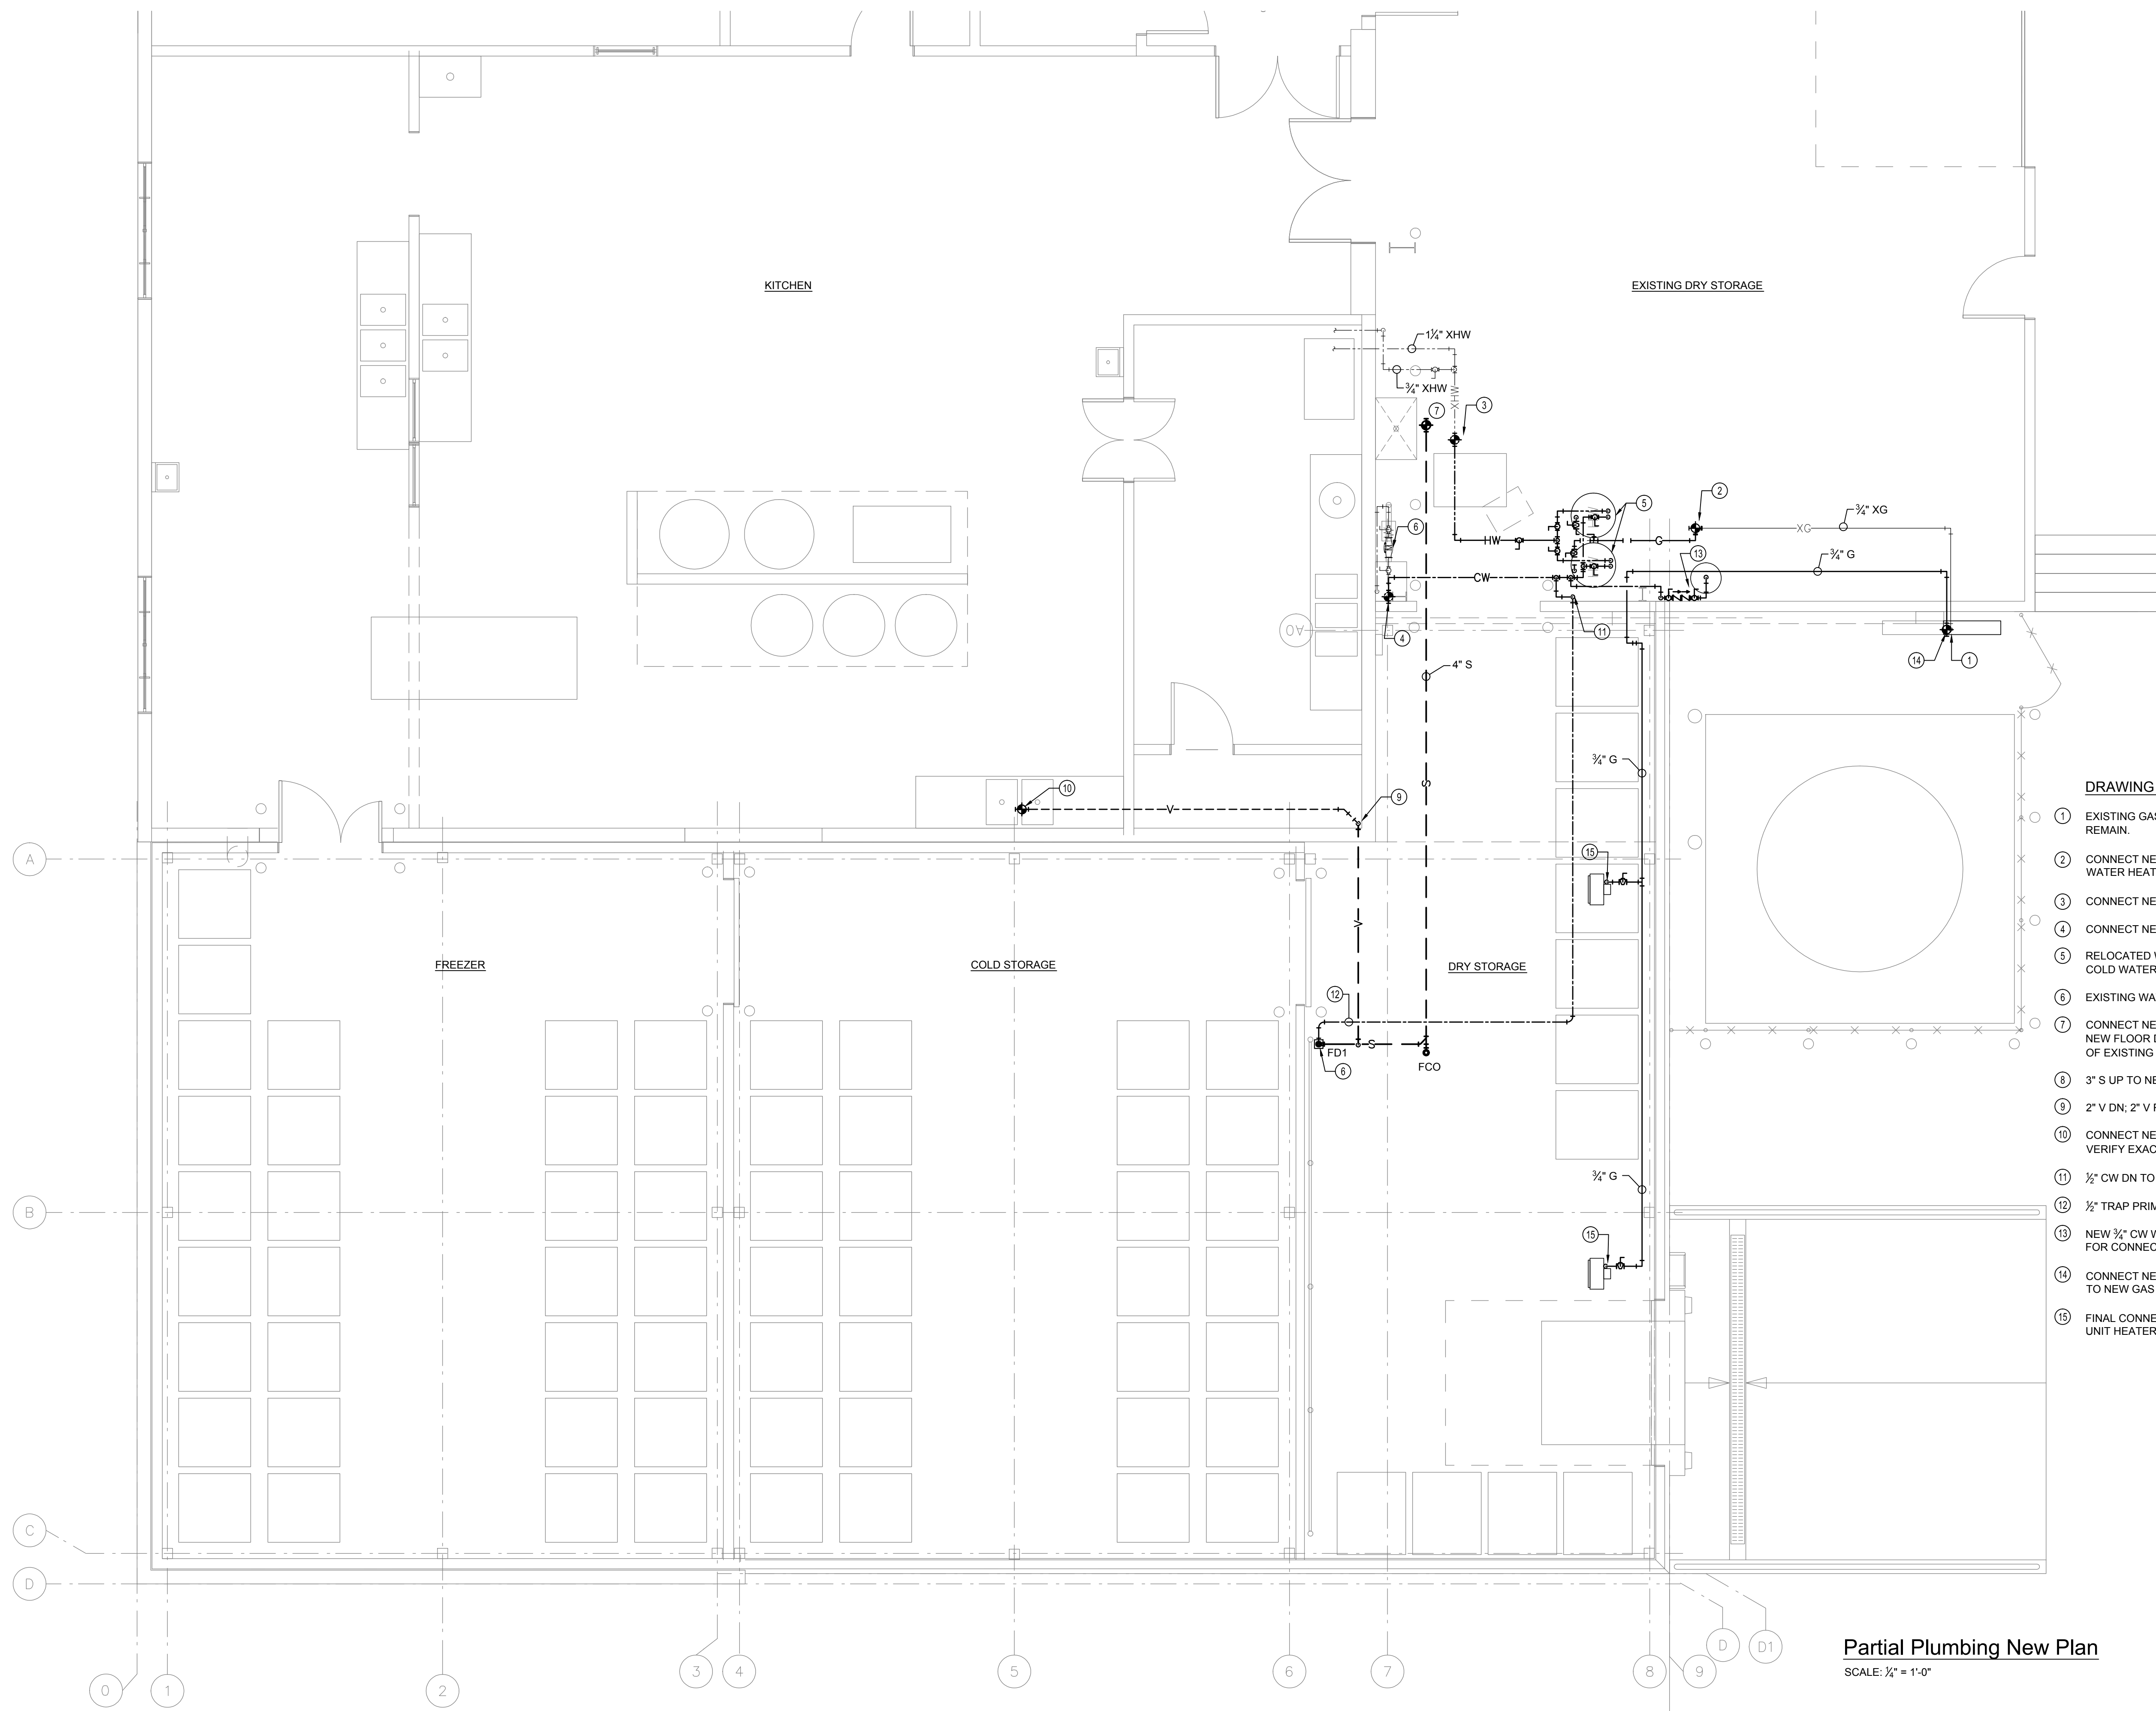 KITCHEN
EXISTING DRY STORAGE
1¼" XHW
¾" XHW
7
3
2
5
¾" XG
XG
6
HW
G
13
¾" G
CW
A0
11
4
14
1
4" S
¾" G
S
10
9
V
A
15
V
FREEZER
COLD STORAGE
DRY STORAGE
12
S
FD1
6
FCO
¾" G
B
15
C
D
0
1
2
3
4
5
6
7
8
9
D
D1
DRAWING
1 EXISTING GAS
REMAIN.
2 CONNECT NE
WATER HEAT
3 CONNECT NE
4 CONNECT NE
5 RELOCATED
COLD WATER
6 EXISTING WA
7 CONNECT NE
NEW FLOOR
OF EXISTING
8 3" S UP TO NE
9 2" V DN; 2" V
10 CONNECT NE
VERIFY EXAC
11 ½" CW DN TO
12 ½" TRAP PRIM
13 NEW ¾" CW
FOR CONNEC
14 CONNECT NE
TO NEW GAS
15 FINAL CONNE
UNIT HEATER
Partial Plumbing New Plan
SCALE: ¼" = 1'-0"